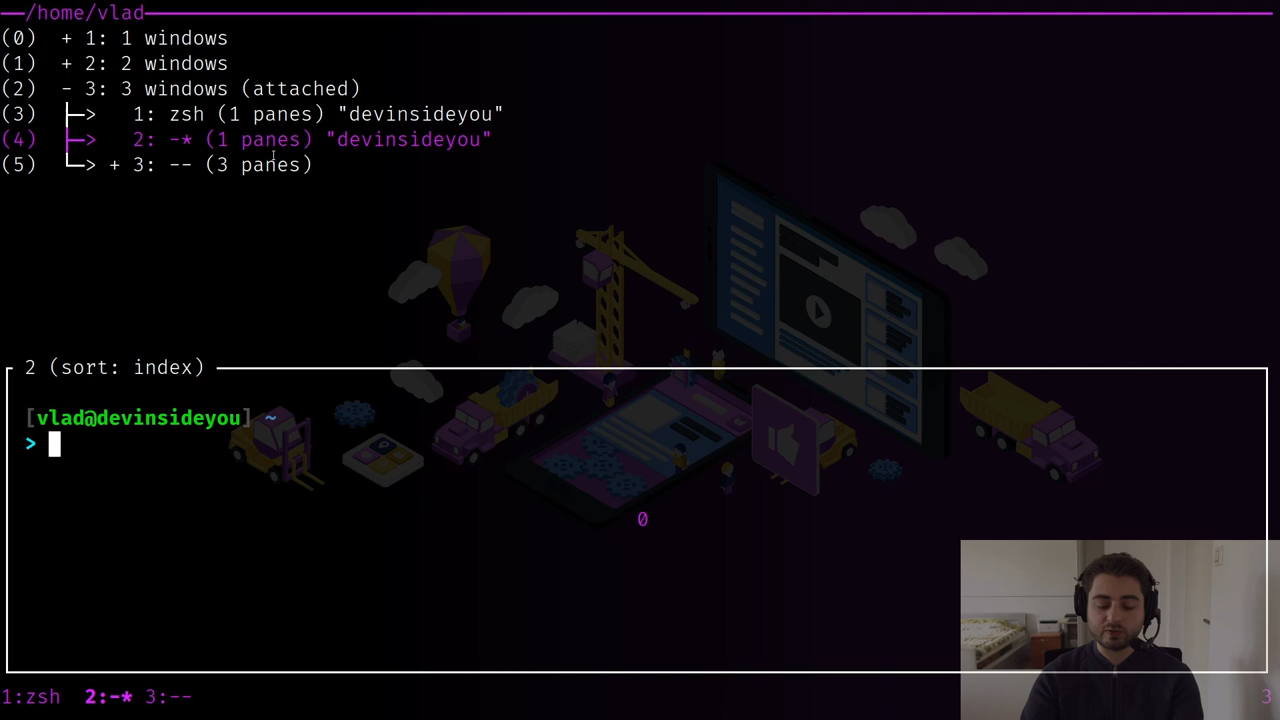 /home/vlad
(0) + 1: 1 windows
(1) + 2: 2 windows
(2) - 3: 3 windows (attached)
(3) ├─> 1: zsh (1 panes) "devinsideyou"
(4) ├─> 2: -* (1 panes) "devinsideyou"
(5) └─> + 3: -- (3 panes)
2 (sort: index)
[vlad@devinsideyou] ~
>
0
1:zsh 2:-* 3:-- 3